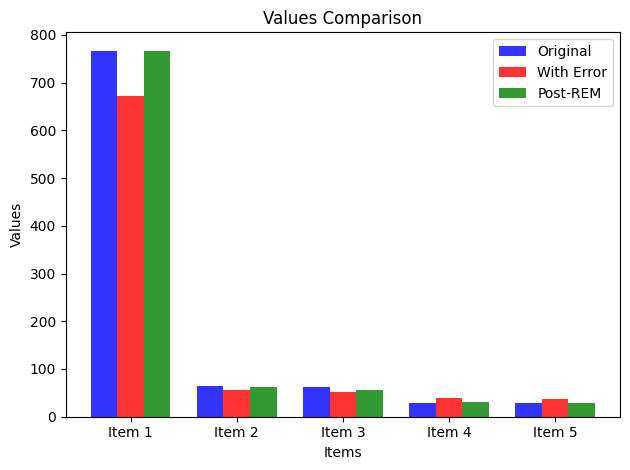 Values Comparison
Original
With Error
Post-REM
Values
800
700
600
500
400
300
200
100
0
Item 1 Item 2 Item 3 Item 4 Item 5
Items